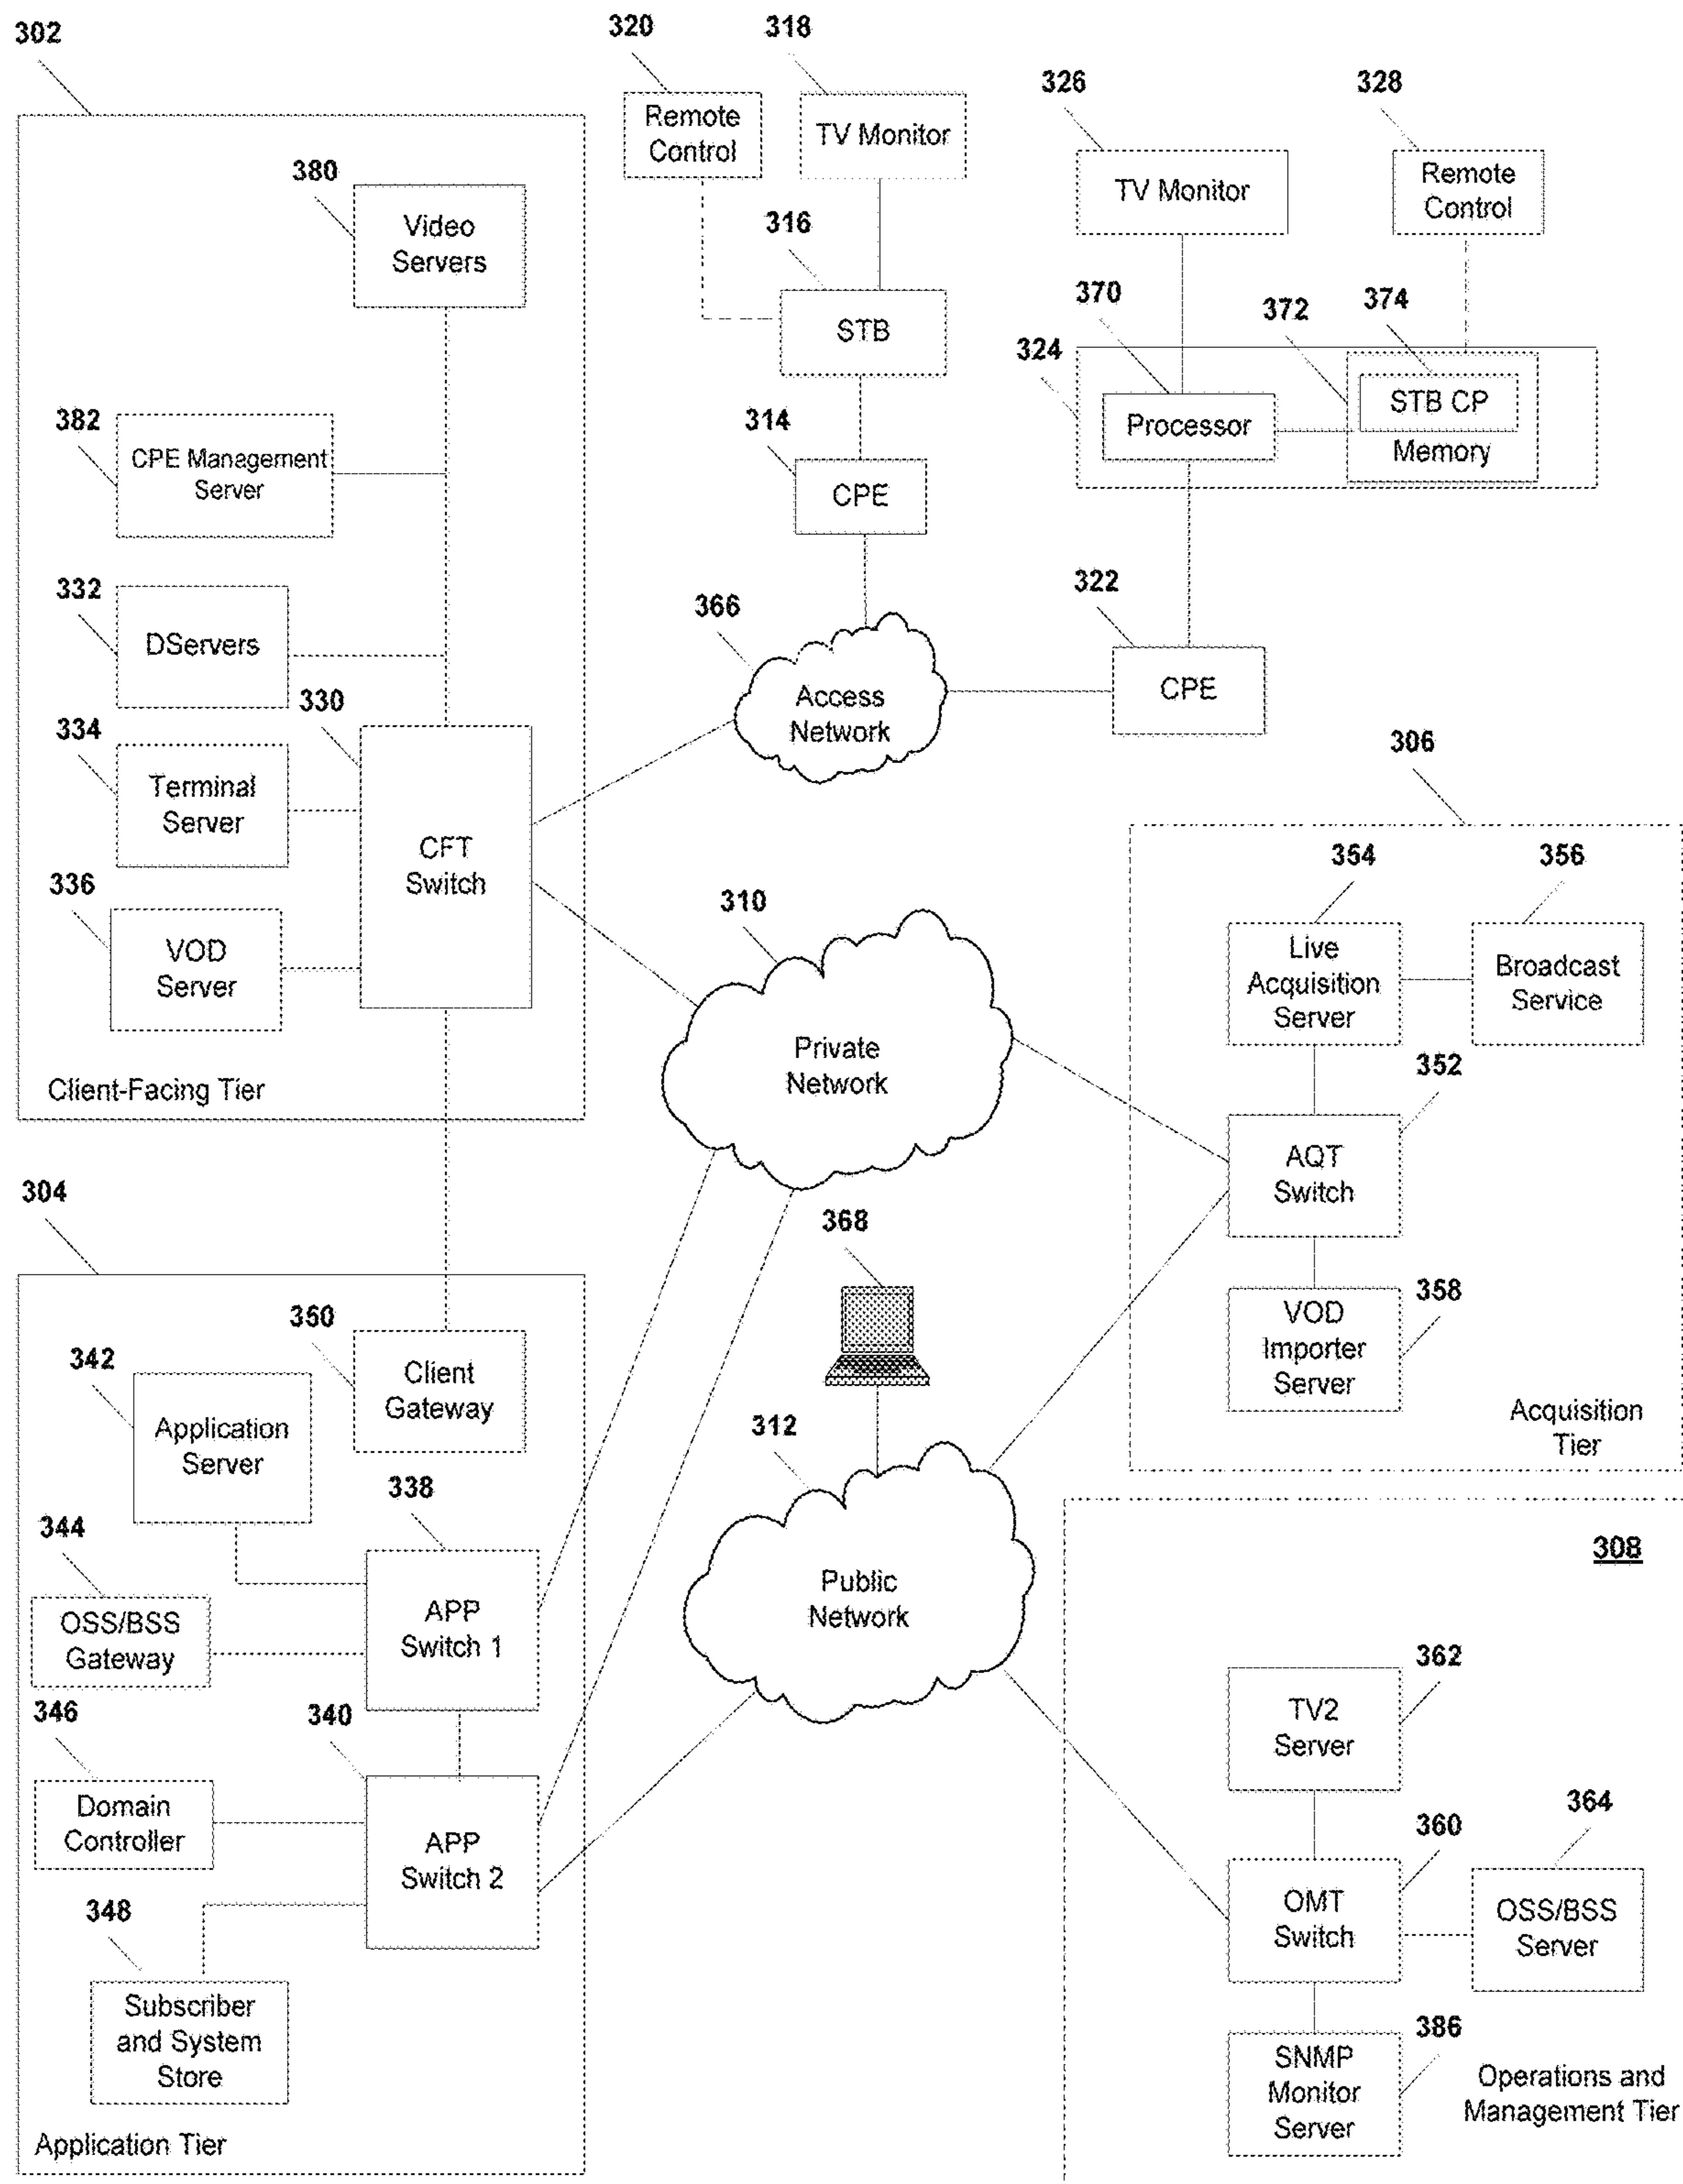 302
320
318
326
328
Remote
Control
TV Monitor
TV Monitor
Remote
Control
380
Video
Servers
316
STB
370
372
374
324
STB CP
Processor
Memory
382
CPE Management
Server
314
CPE
332
DServers
366
322
Access
Network
CPE
330
334
Terminal
Server
CFT
Switch
306
336
VOD
Server
310
354
356
Live
Acquisition
Server
Broadcast
Service
Private
Network
352
Client-Facing Tier
AQT
Switch
304
368
358
VOD
Importer
Server
350
Client
Gateway
342
Application
Server
312
Acquisition
Tier
338
344
308
OSS/BSS
Gateway
APP
Switch 1
Public
Network
362
TV2
Server
346
340
Domain
Controller
APP
Switch 2
364
360
348
OMT
Switch
OSS/BSS
Server
Subscriber
and System
Store
386
SNMP
Monitor
Server
Operations and
Management Tier
Application Tier